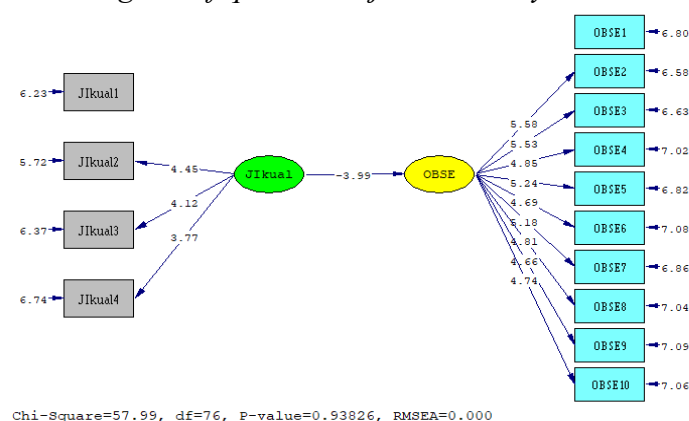 OBSE1
6.80
OBSE2
6.58
6.23
JIkual1
OBSE3
6.63
5.58
5.53
OBSE4
7.02
5.72
JIkual2
4.45
4.85
JIkual
-3.99
OBSE
5.24
OBSE5
6.82
4.12
4.69
6.37
JIkual3
5.18
OBSE6
7.08
3.77
4.81
4.66
OBSE7
6.86
4.74
6.74
JIkual4
OBSE8
7.04
OBSE9
7.09
OBSE10
7.06
Chi-Square=57.99, df=76, P-value=0.93826, RMSEA=0.000